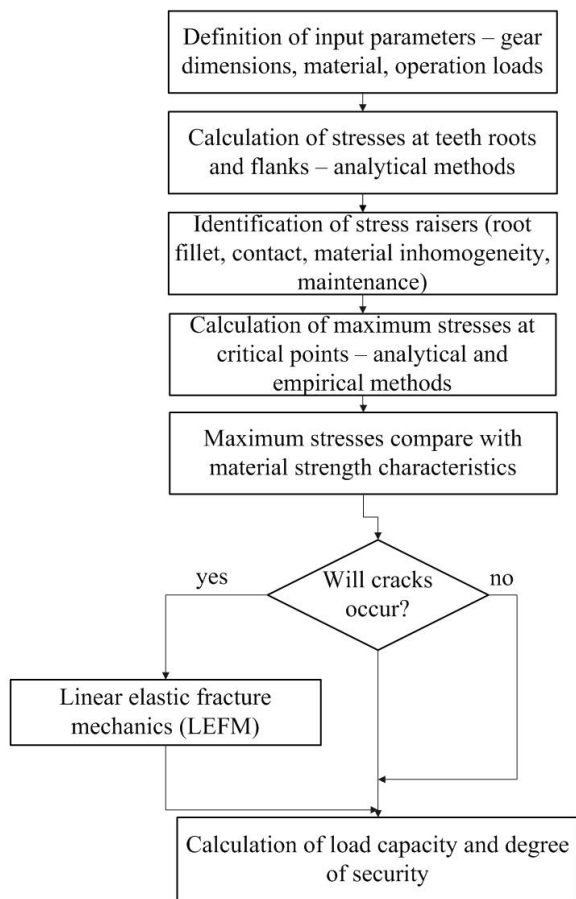 Definition of input parameters – gear
dimensions, material, operation loads
Calculation of stresses at teeth roots
and flanks – analytical methods
Identification of stress raisers (root
fillet, contact, material inhomogeneity,
maintenance)
Calculation of maximum stresses at
critical points – analytical and
empirical methods
Maximum stresses compare with
material strength characteristics
yes
Will cracks
occur?
no
Linear elastic fracture
mechanics (LEFM)
Calculation of load capacity and degree
of security